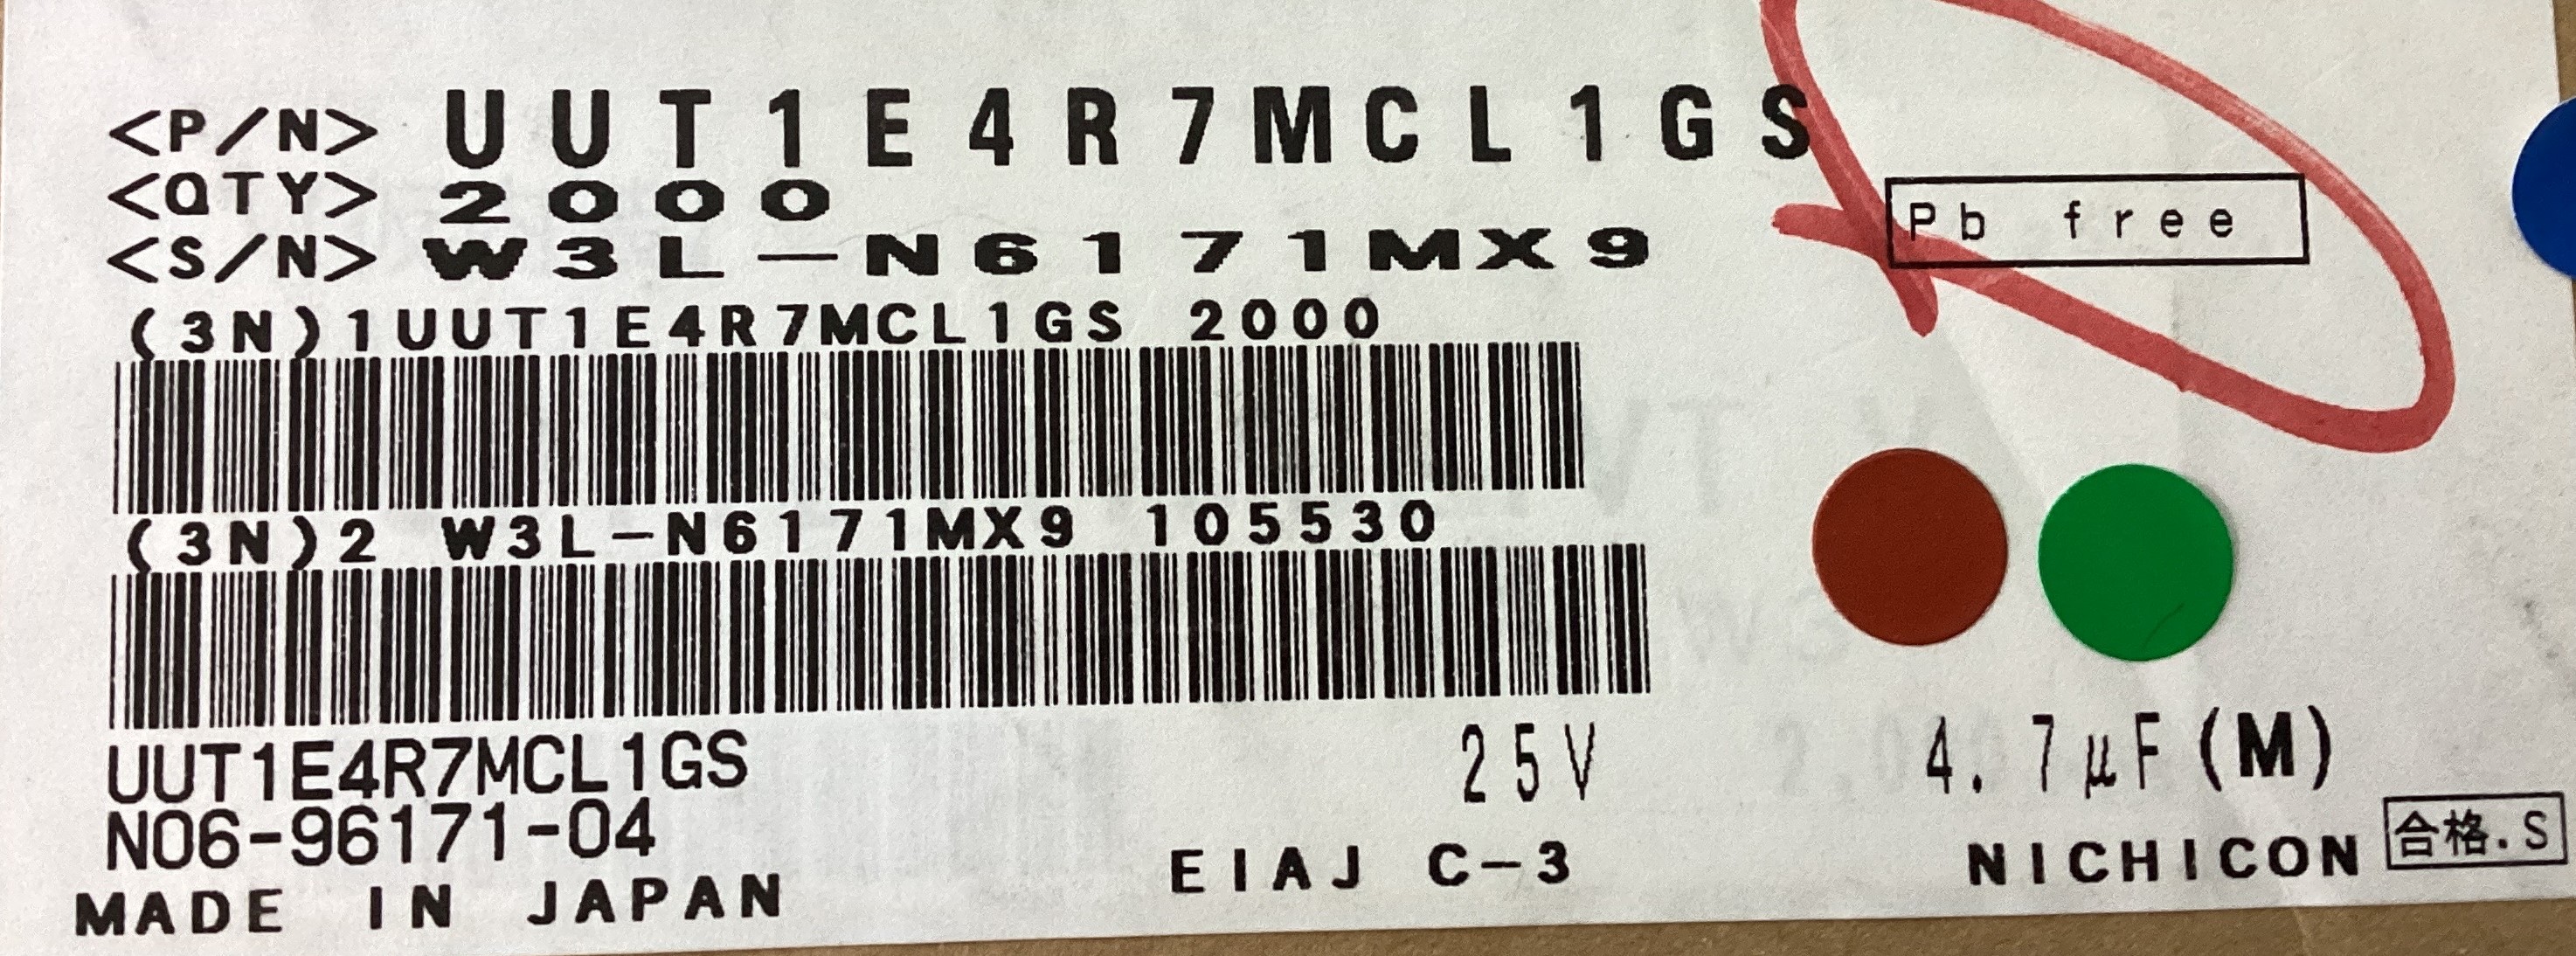 <P/N> UUT1E4R7MCL1GS
<QTY> 2000
<S/N> W3L-N6171MX9
Pb free
(3N)1UUT1E4R7MCL1GS 2000
(3N)2 W3L-N6171MX9 105530
UUT1E4R7MCL1GS 25V 4.7μF(M)
N06-96171-04
EIAJ C-3 NICHICON 合格.S
MADE IN JAPAN